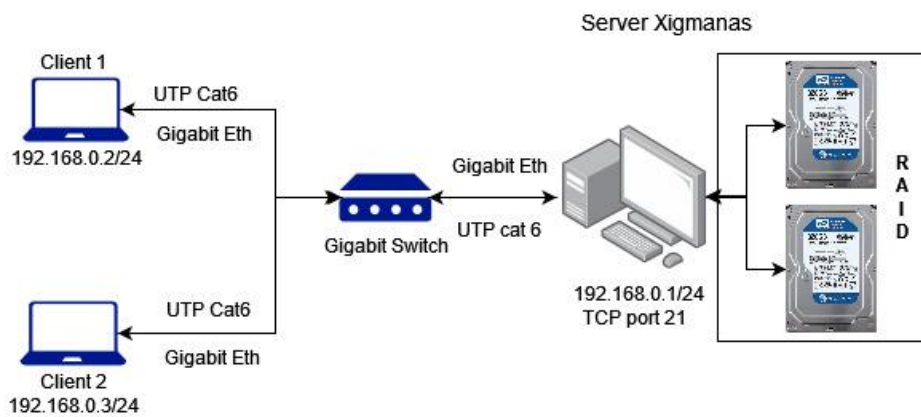 Server Xigmanas
Client 1
UTP Cat6
Gigabit Eth
192.168.0.2/24
Gigabit Switch
Gigabit Eth
UTP cat 6
192.168.0.1/24
TCP port 21
R
A
I
D
UTP Cat6
Gigabit Eth
Client 2
192.168.0.3/24